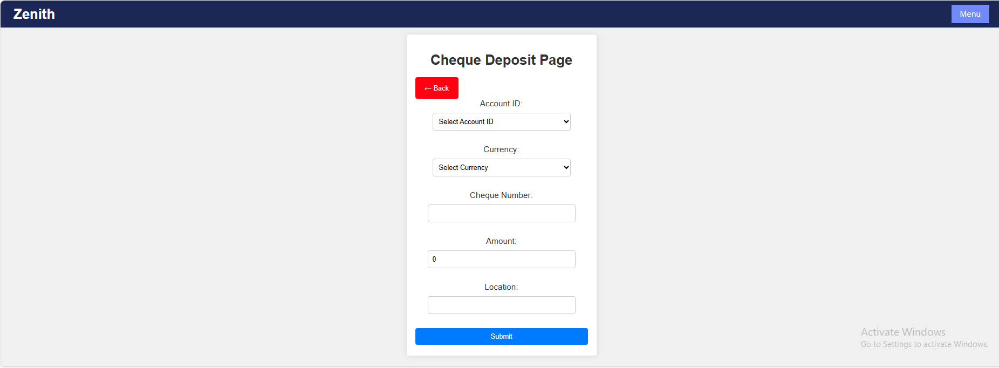 Zenith
Menu
Cheque Deposit Page
← Back
Account ID:
Select Account ID
Currency:
Select Currency
Cheque Number:
Amount:
0
Location:
Submit
Activate Windows
Go to Settings to activate Windows.